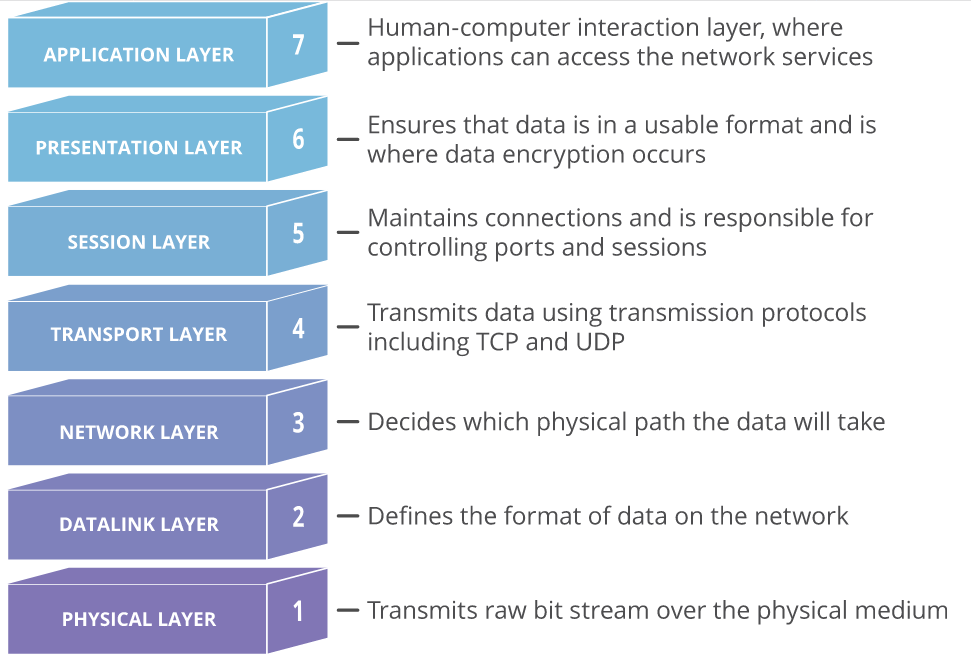 APPLICATION LAYER
7
Human-computer interaction layer, where
applications can access the network services
PRESENTATION LAYER
6
Ensures that data is in a usable format and is
where data encryption occurs
SESSION LAYER
5
Maintains connections and is responsible for
controlling ports and sessions
TRANSPORT LAYER
4
Transmits data using transmission protocols
including TCP and UDP
NETWORK LAYER
3
Decides which physical path the data will take
DATALINK LAYER
2
Defines the format of data on the network
PHYSICAL LAYER
1
Transmits raw bit stream over the physical medium